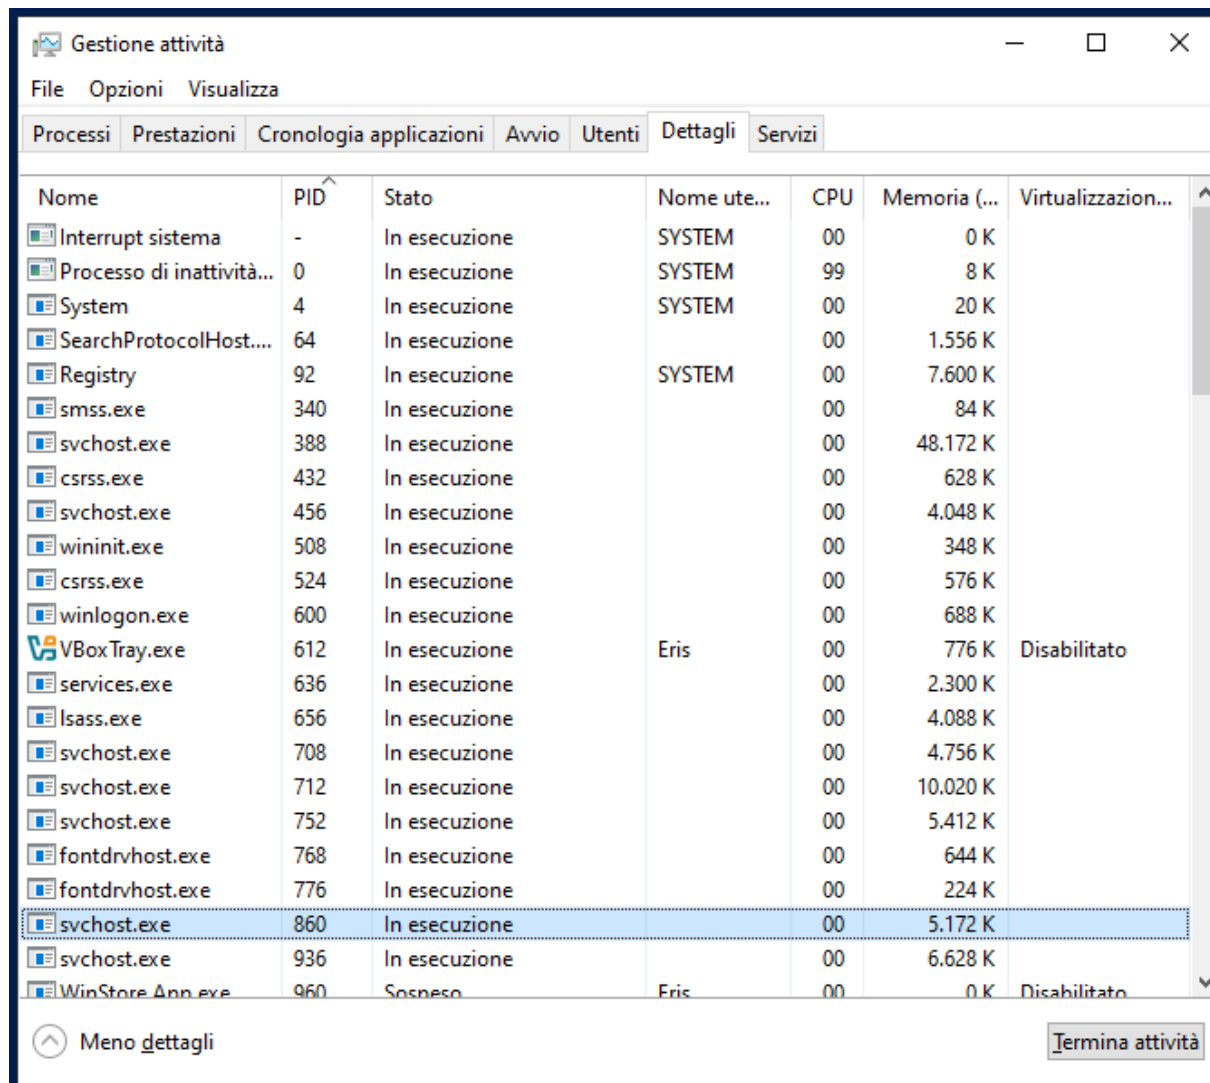 Gestione attività
File Opzioni Visualizza
Processi Prestazioni Cronologia applicazioni Avvio Utenti Dettagli Servizi
Nome PID Stato Nome ute... CPU Memoria (... Virtualizzazion...
Interrupt sistema - In esecuzione SYSTEM 00 0 K
Processo di inattività... 0 In esecuzione SYSTEM 99 8 K
System 4 In esecuzione SYSTEM 00 20 K
SearchProtocolHost.... 64 In esecuzione 00 1.556 K
Registry 92 In esecuzione SYSTEM 00 7.600 K
smss.exe 340 In esecuzione 00 84 K
svchost.exe 388 In esecuzione 00 48.172 K
csrss.exe 432 In esecuzione 00 628 K
svchost.exe 456 In esecuzione 00 4.048 K
wininit.exe 508 In esecuzione 00 348 K
csrss.exe 524 In esecuzione 00 576 K
winlogon.exe 600 In esecuzione 00 688 K
VBoxTray.exe 612 In esecuzione Eris 00 776 K Disabilitato
services.exe 636 In esecuzione 00 2.300 K
lsass.exe 656 In esecuzione 00 4.088 K
svchost.exe 708 In esecuzione 00 4.756 K
svchost.exe 712 In esecuzione 00 10.020 K
svchost.exe 752 In esecuzione 00 5.412 K
fontdrvhost.exe 768 In esecuzione 00 644 K
fontdrvhost.exe 776 In esecuzione 00 224 K
svchost.exe 860 In esecuzione 00 5.172 K
svchost.exe 936 In esecuzione 00 6.628 K
WinStore.App.exe 960 Sospeso Eris 00 0 K Disabilitato
Meno dettagli Termina attività